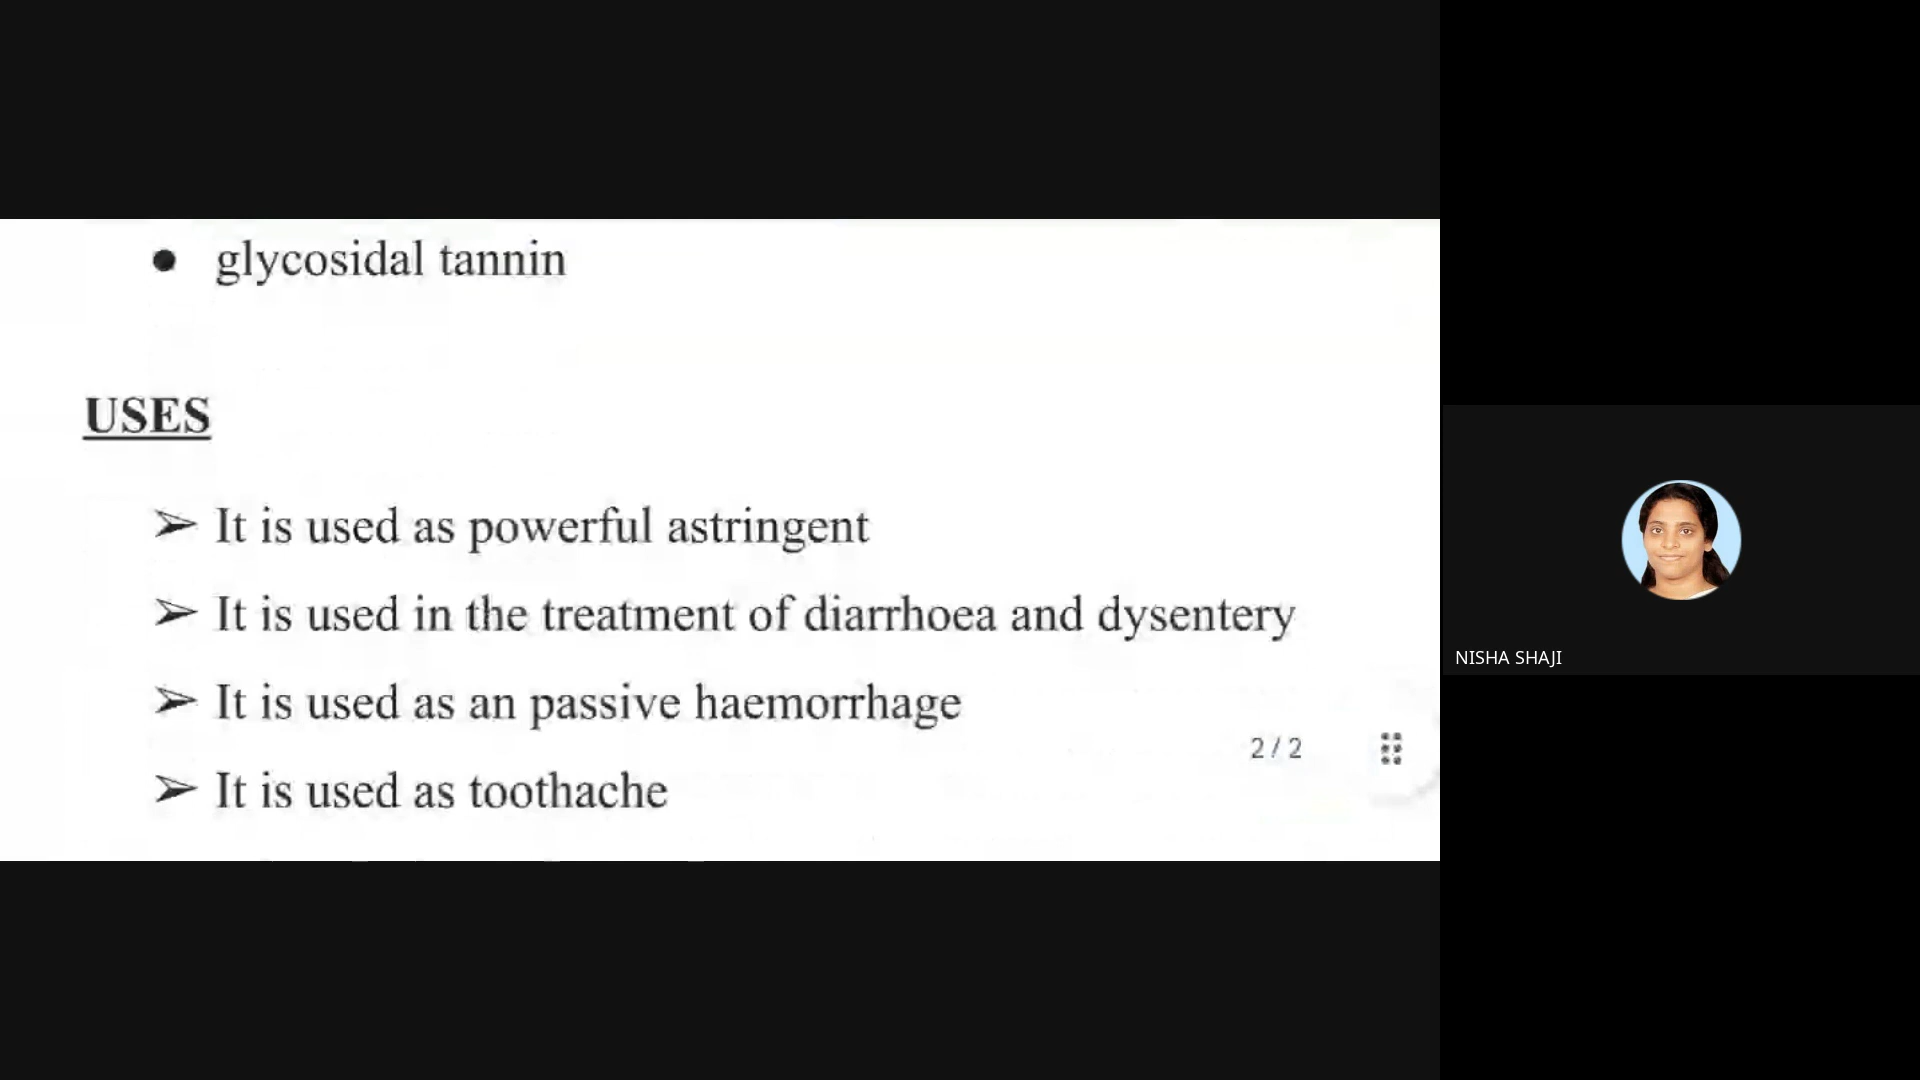 ● glycosidal tannin
USES
➢ It is used as powerful astringent
➢ It is used in the treatment of diarrhoea and dysentery
➢ It is used as an passive haemorrhage
2 / 2
➢ It is used as toothache
NISHA SHAJI